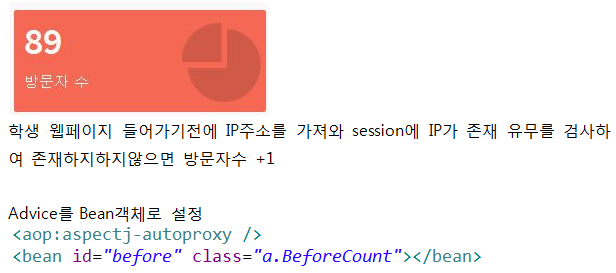 89
방문자 수
학생 웹페이지 들어가기전에 IP주소를 가져와 session에 IP가 존재 유무를 검사하
여 존재하지하지않으면 방문자수 +1
Advice를 Bean객체로 설정
<aop:aspectj-autoproxy />
<bean id="before" class="a.BeforeCount"></bean>